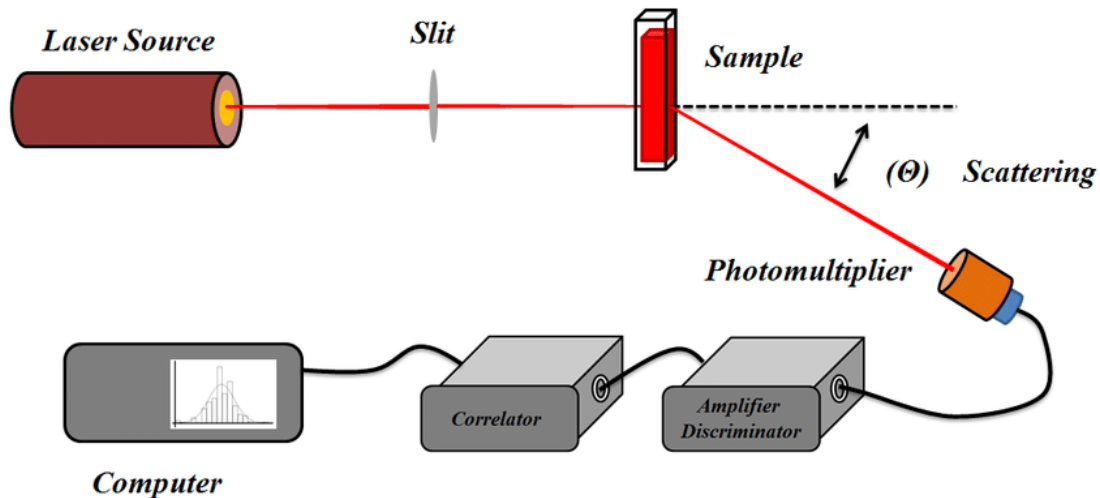 Laser Source
Slit
Sample
(Θ) Scattering
Photomultiplier
Correlator
Amplifier
Discriminator
Computer